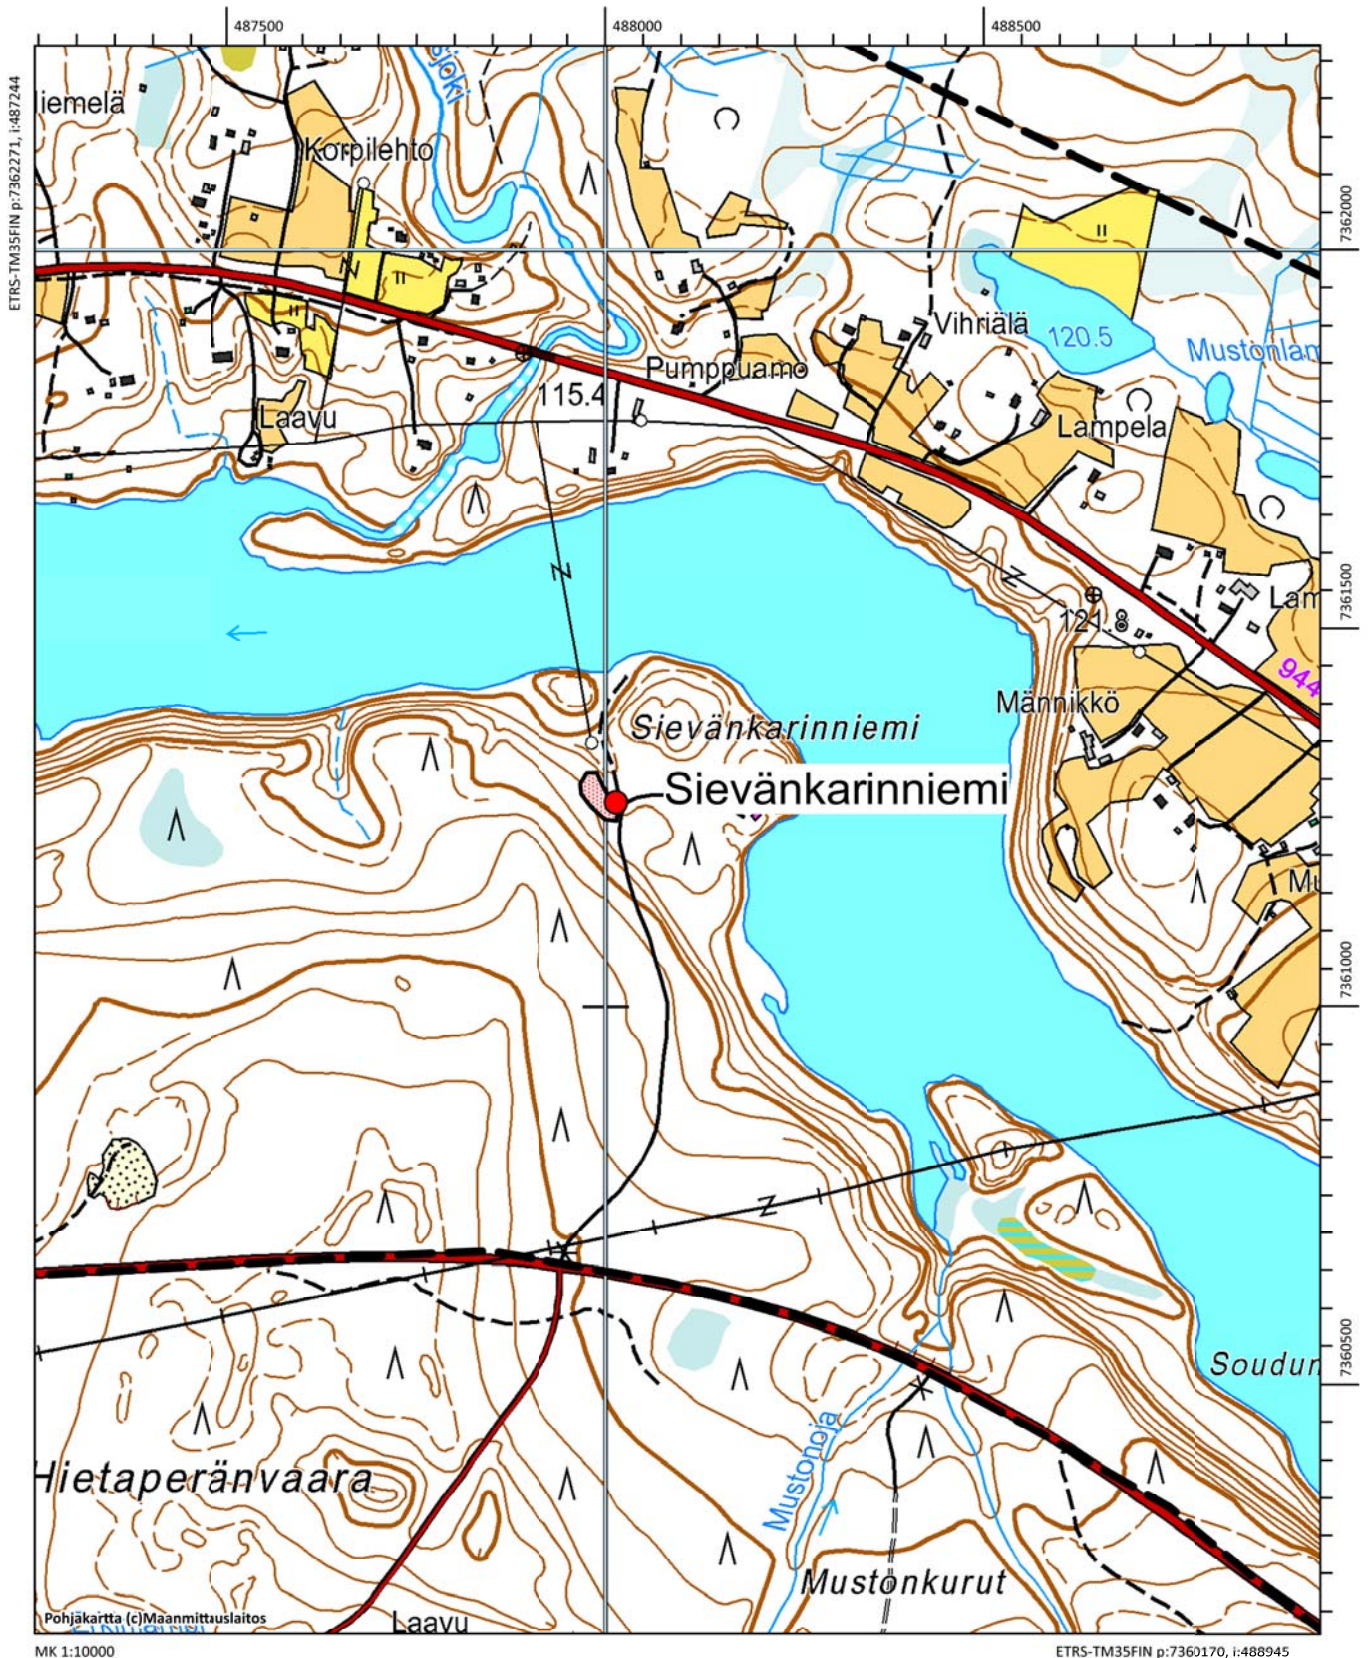 487500
488000
488500
ETRS-TM35FIN p:7362271, i:487244
iemelä
Korpilehto
7362000
Vihriälä
120.5
Mustonlam
Pumppuamo
115.4
Laavu
Lampela
7361500
Lam
121.8
944
Männikkö
Sievänkarinniemi
Sievänkarinniemi
Mu
7361000
7360500
Soudun
Mustonoja
Hietaperänvaara
Mustonkurut
Laavu
Pohjakartta (c)Maanmittauslaitos
MK 1:10000
ETRS-TM35FIN p:7360170, i:488945